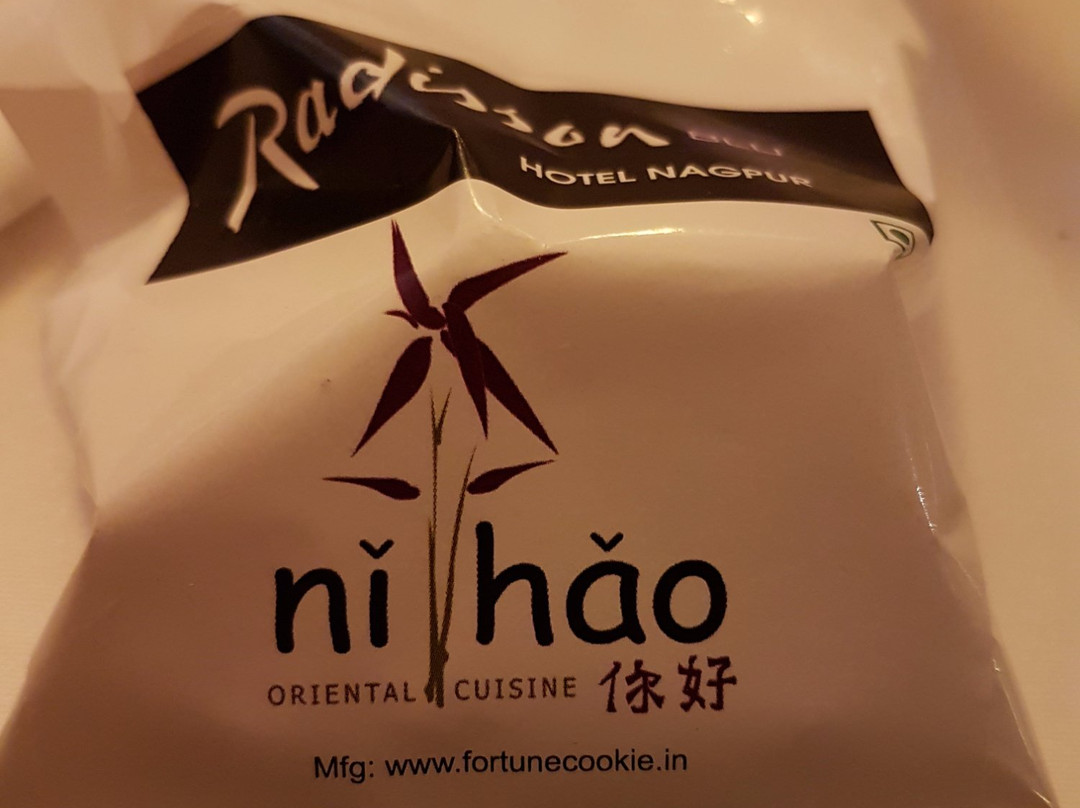 Radisson BLU
HOTEL NAGPUR
nǐ hǎo
ORIENTAL CUISINE 你好
Mfg: www.fortunecookie.in